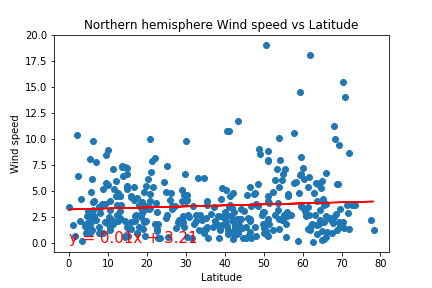 Northern hemisphere Wind speed vs Latitude
20.0
17.5
15.0
12.5
10.0
7.5
5.0
2.5
0.0
Wind speed
y = 0.01x + 3.21
0 10 20 30 40 50 60 70 80
Latitude